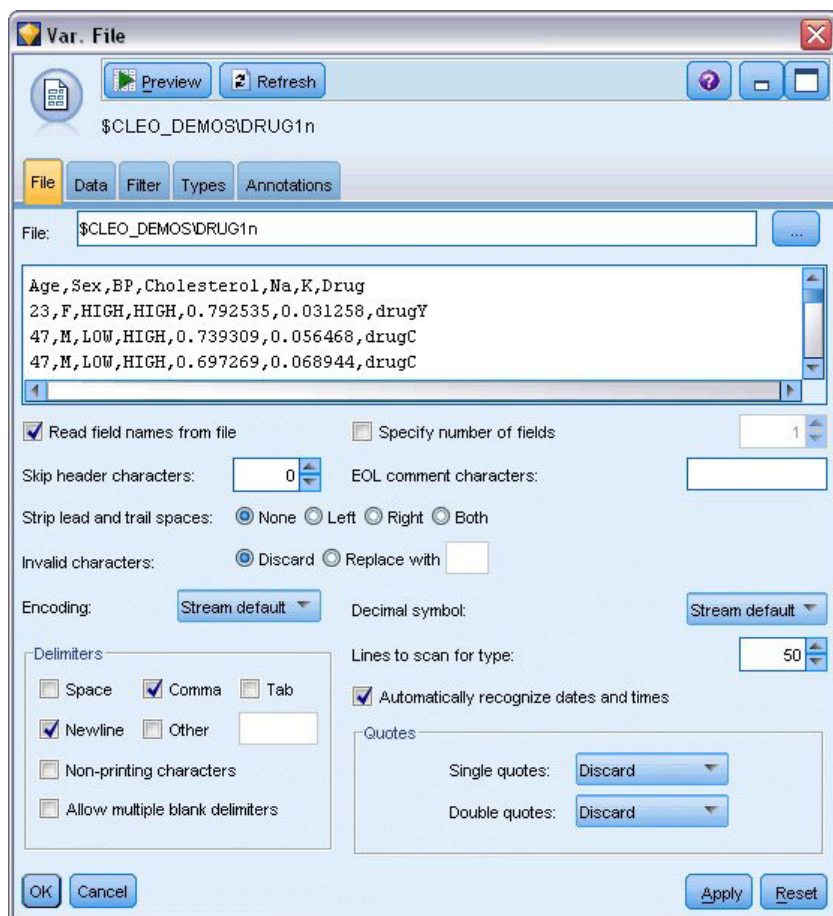 Var. File
Preview Refresh
$CLEO_DEMOS\DRUG1n
File Data Filter Types Annotations
File: $CLEO_DEMOS\DRUG1n ...
Age,Sex,BP,Cholesterol,Na,K,Drug
23,F,HIGH,HIGH,0.792535,0.031258,drugY
47,M,LOW,HIGH,0.739309,0.056468,drugC
47,M,LOW,HIGH,0.697269,0.068944,drugC
Read field names from file Specify number of fields 1
Skip header characters: 0 EOL comment characters:
Strip lead and trail spaces: None Left Right Both
Invalid characters: Discard Replace with
Encoding: Stream default Decimal symbol: Stream default
Delimiters Lines to scan for type: 50
Space Comma Tab Automatically recognize dates and times
Newline Other Quotes
Non-printing characters Single quotes: Discard
Allow multiple blank delimiters Double quotes: Discard
OK Cancel Apply Reset